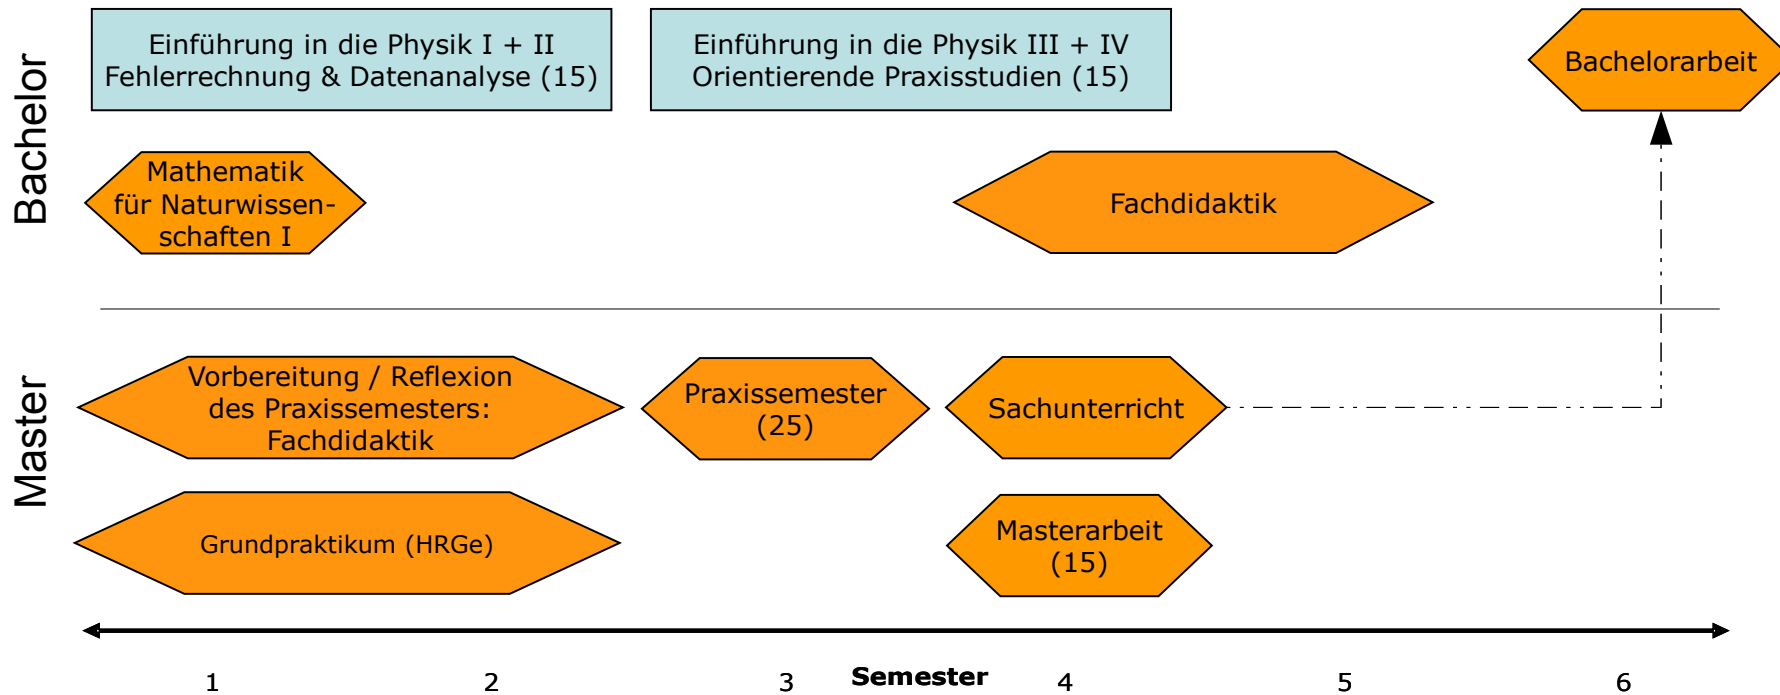 Bachelor
Einführung in die Physik I + II
Fehlerrechnung & Datenanalyse (15)
Einführung in die Physik III + IV
Orientierende Praxisstudien (15)
Bachelorarbeit
Mathematik
für Naturwissen-
schaften I
Fachdidaktik
Master
Vorbereitung / Reflexion
des Praxissemesters:
Fachdidaktik
Praxissemester
(25)
Sachunterricht
Grundpraktikum (HRGe)
Masterarbeit
(15)
1 2 3 Semester 4 5 6